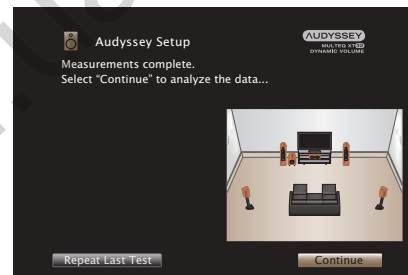 Audyssey Setup
AUDYSSEY
MULTEQ XT32
DYNAMIC VOLUME
Measurements complete.
Select “Continue” to analyze the data...
Repeat Last Test
Continue